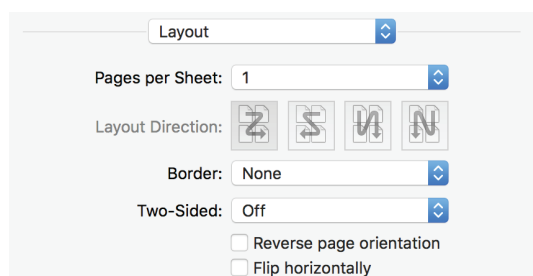 Layout
Pages per Sheet: 1
Layout Direction:
Border: None
Two-Sided: Off
Reverse page orientation
Flip horizontally